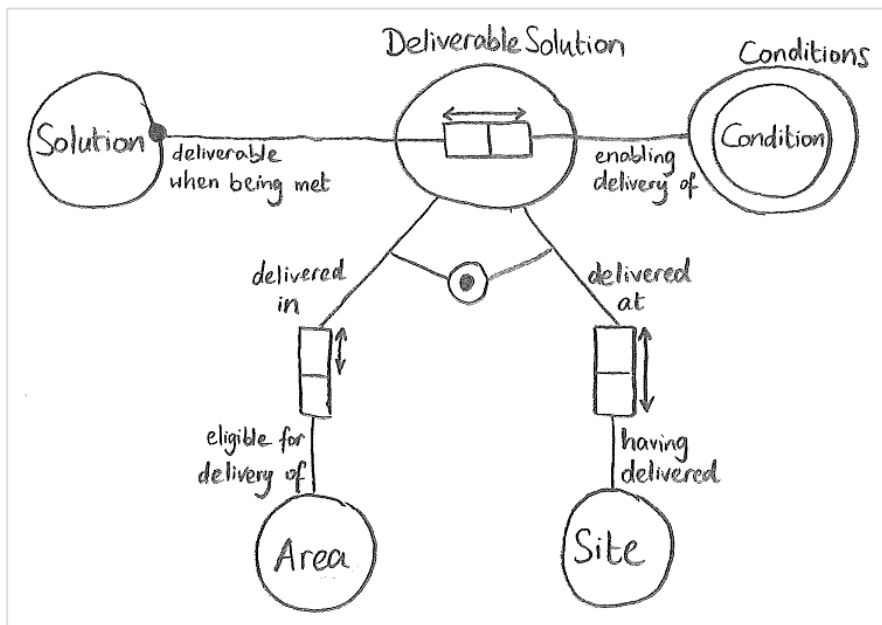 Deliverable Solution
Conditions
Solution
Condition
deliverable
when being met
enabling
delivery of
delivered
in
delivered
at
eligible for
delivery of
having
delivered
Area
Site